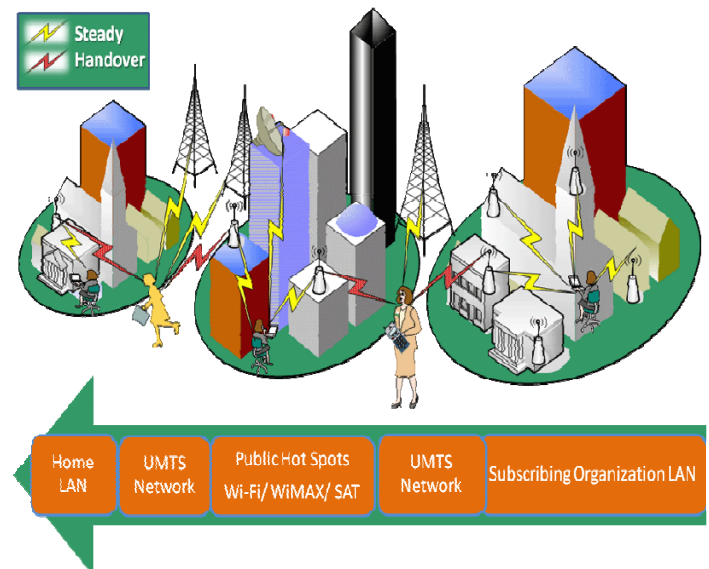 Steady
Handover
Home
LAN
UMTS
Network
Public Hot Spots
Wi-Fi/ WiMAX/ SAT
UMTS
Network
Subscribing Organization LAN